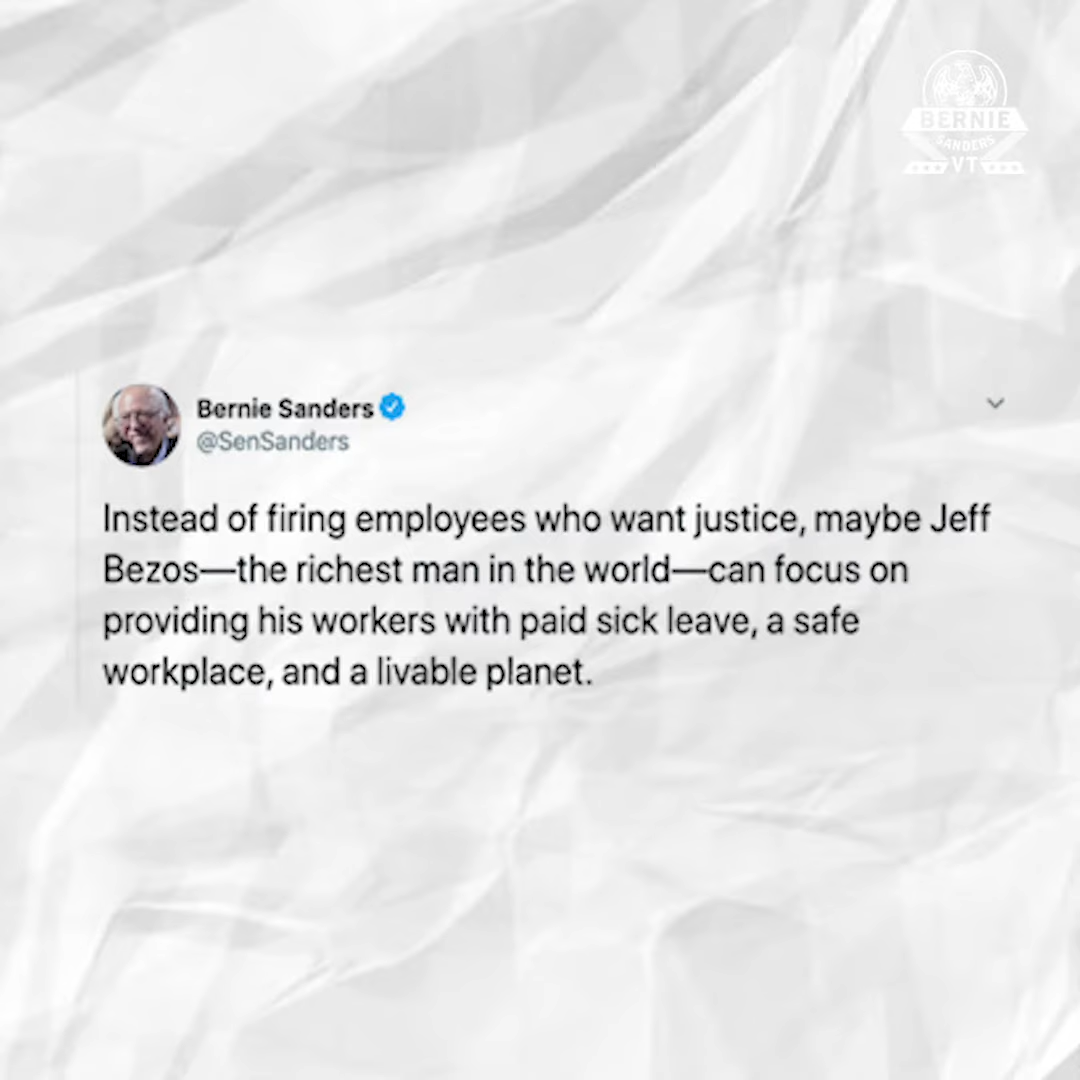 BERNIE
SANDERS
VT
Bernie Sanders
@SenSanders
Instead of firing employees who want justice, maybe Jeff
Bezos—the richest man in the world—can focus on
providing his workers with paid sick leave, a safe
workplace, and a livable planet.